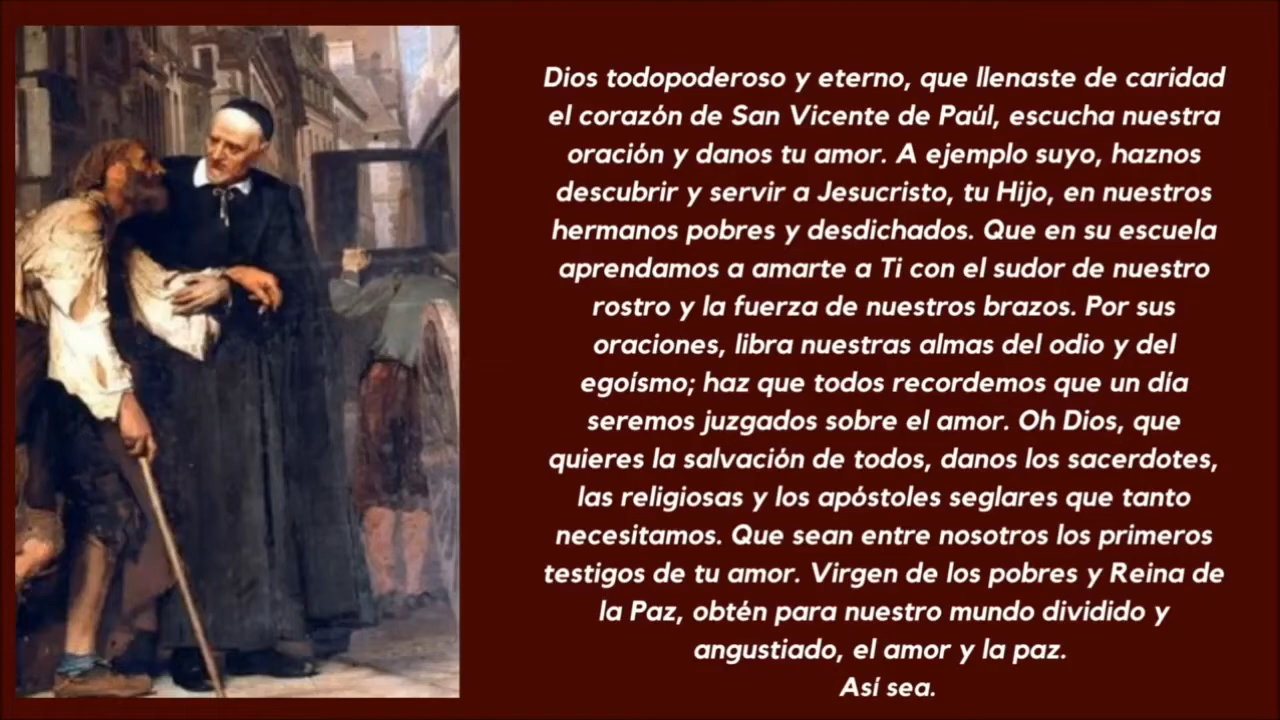 Dios todopoderoso y eterno, que llenaste de caridad
el corazón de San Vicente de Paúl, escucha nuestra
oración y danos tu amor. A ejemplo suyo, haznos
descubrir y servir a Jesucristo, tu Hijo, en nuestros
hermanos pobres y desdichados. Que en su escuela
aprendamos a amarte a Ti con el sudor de nuestro
rostro y la fuerza de nuestros brazos. Por sus
oraciones, libra nuestras almas del odio y del
egoísmo; haz que todos recordemos que un día
seremos juzgados sobre el amor. Oh Dios, que
quieres la salvación de todos, danos los sacerdotes,
las religiosas y los apóstoles seglares que tanto
necesitamos. Que sean entre nosotros los primeros
testigos de tu amor. Virgen de los pobres y Reina de
la Paz, obtén para nuestro mundo dividido y
angustiado, el amor y la paz.
Así sea.